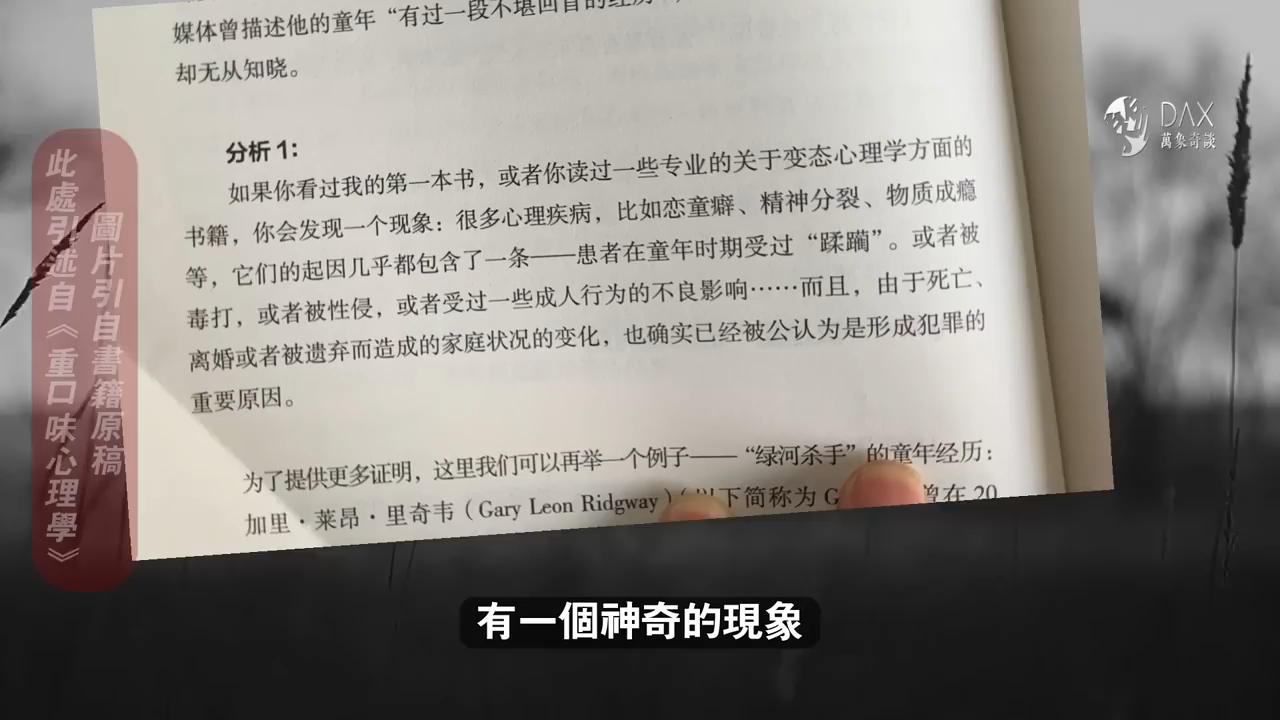 媒体曾描述他的童年“有过一段不堪回首的经历
却无从知晓。
分析1：
如果你看过我的第一本书，或者你读过一些专业的关于变态心理学方面的
书籍，你会发现一个现象：很多心理疾病，比如恋童癖、精神分裂、物质成瘾
等，它们的起因几乎都包含了一条——患者在童年时期受过“蹂躏”。或者被
毒打，或者被性侵，或者受过一些成人行为的不良影响……而且，由于死亡、
离婚或者被遗弃而造成的家庭状况的变化，也确实已经被公认为是形成犯罪的
重要原因。
为了提供更多证明，这里我们可以再举一个例子——“绿河杀手”的童年经历：
加里·莱昂·里奇韦（Gary Leon Ridgway）（以下简称为G 曾在20
圖片引自書籍原稿
此處引述自《重口味心理學》
DAX
萬象奇談
有一個神奇的現象